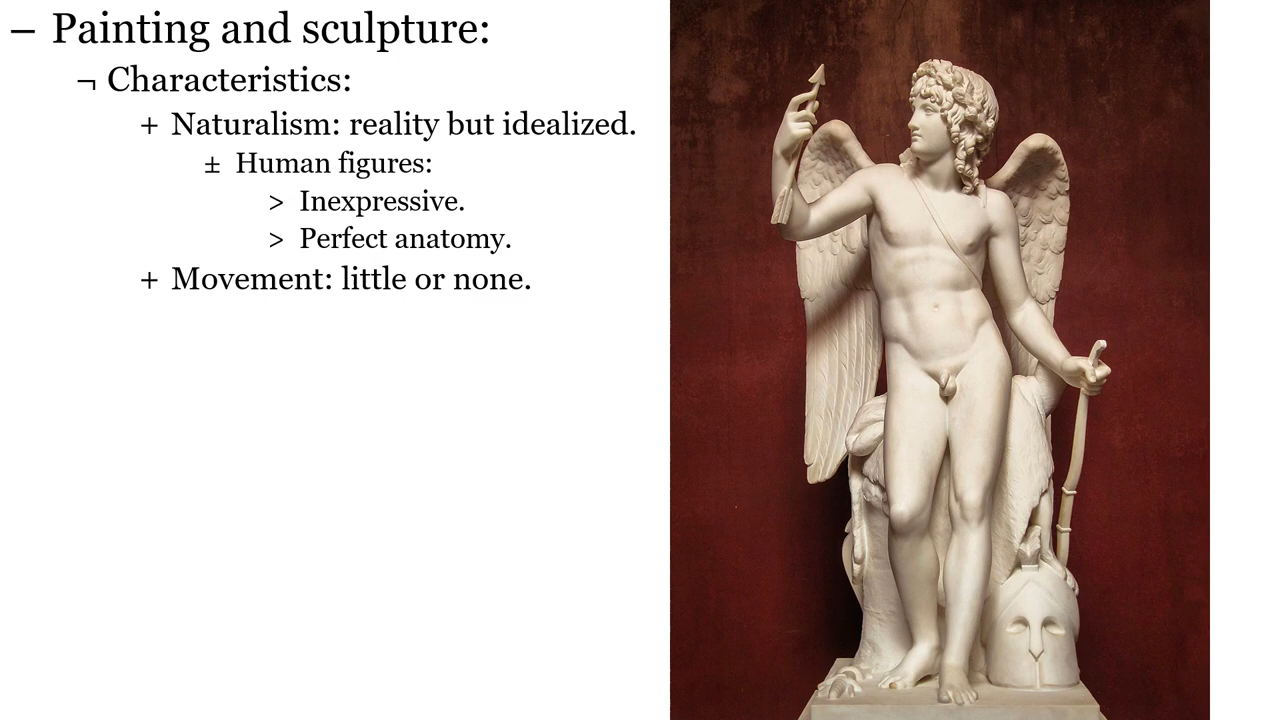 – Painting and sculpture:
¬ Characteristics:
+ Naturalism: reality but idealized.
± Human figures:
> Inexpressive.
> Perfect anatomy.
+ Movement: little or none.